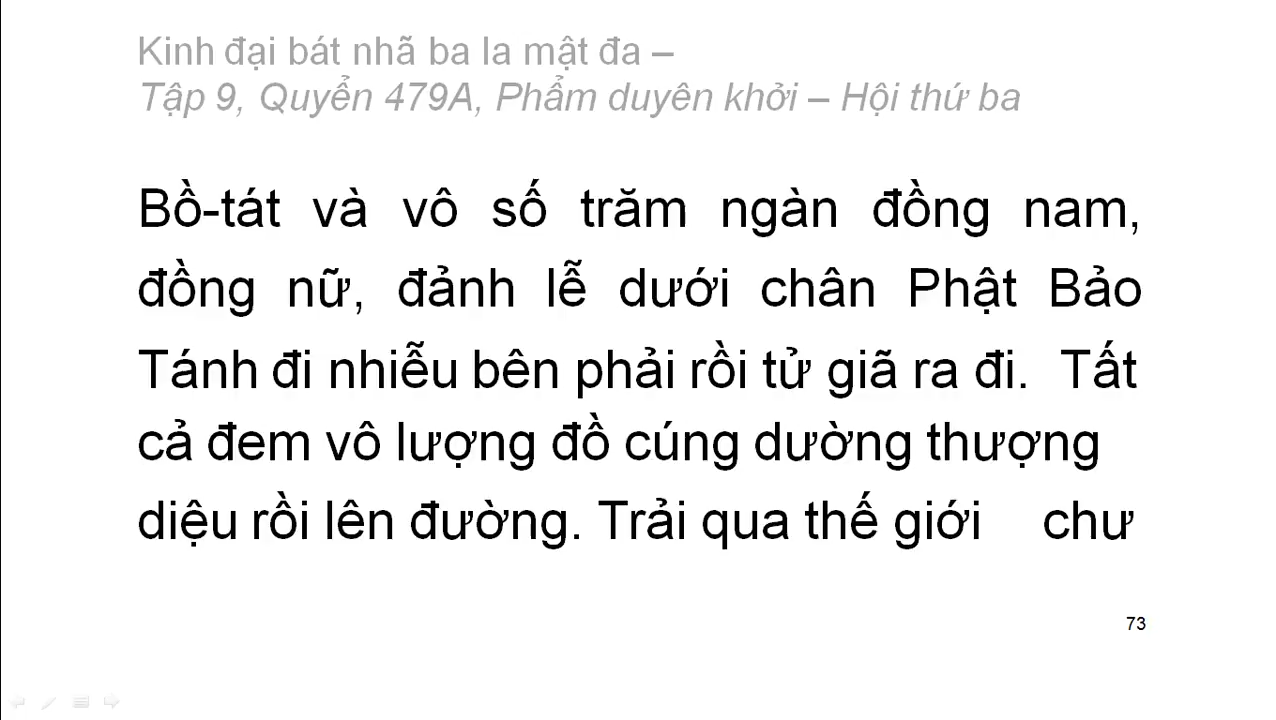 Kinh đại bát nhã ba la mật đa –
Tập 9, Quyển 479A, Phẩm duyên khởi – Hội thứ ba
Bồ-tát và vô số trăm ngàn đồng nam,
đồng nữ, đảnh lễ dưới chân Phật Bảo
Tánh đi nhiễu bên phải rồi tử giã ra đi. Tất
cả đem vô lượng đồ cúng dường thượng
diệu rồi lên đường. Trải qua thế giới chư
73